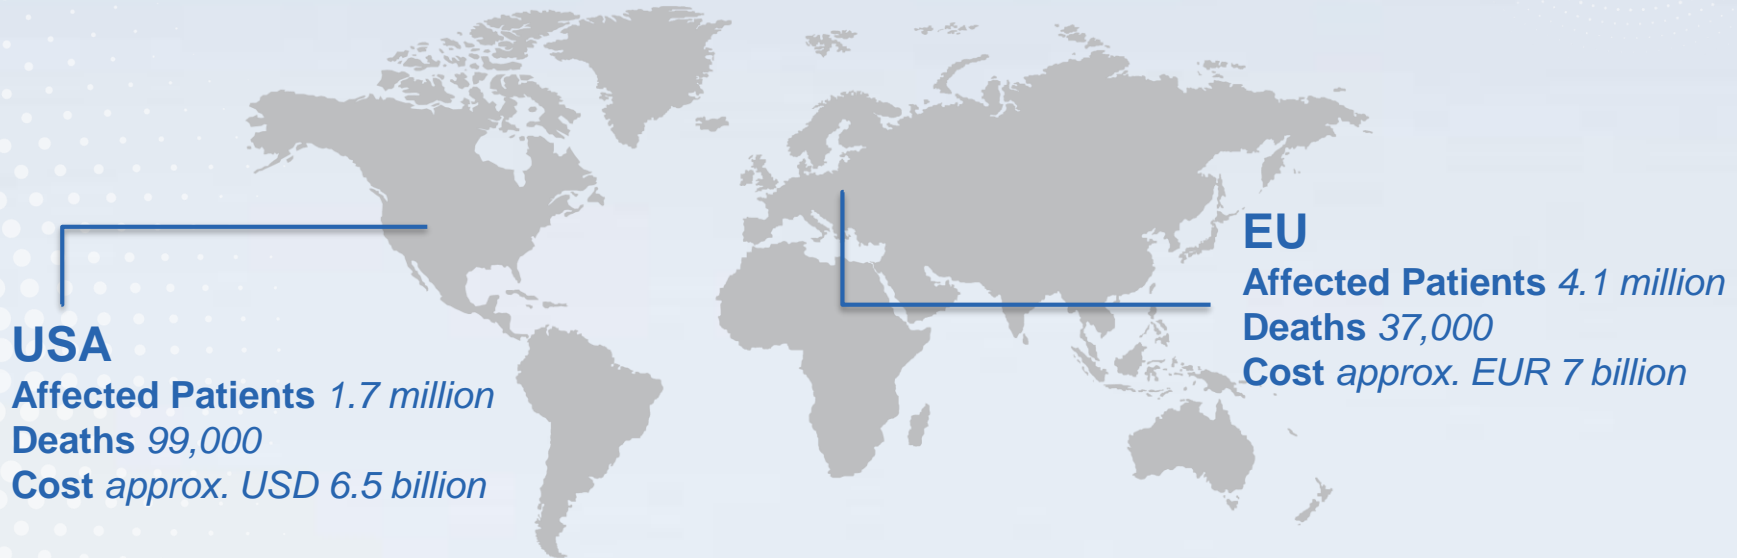 USA
Affected Patients 1.7 million
Deaths 99,000
Cost approx. USD 6.5 billion
EU
Affected Patients 4.1 million
Deaths 37,000
Cost approx. EUR 7 billion